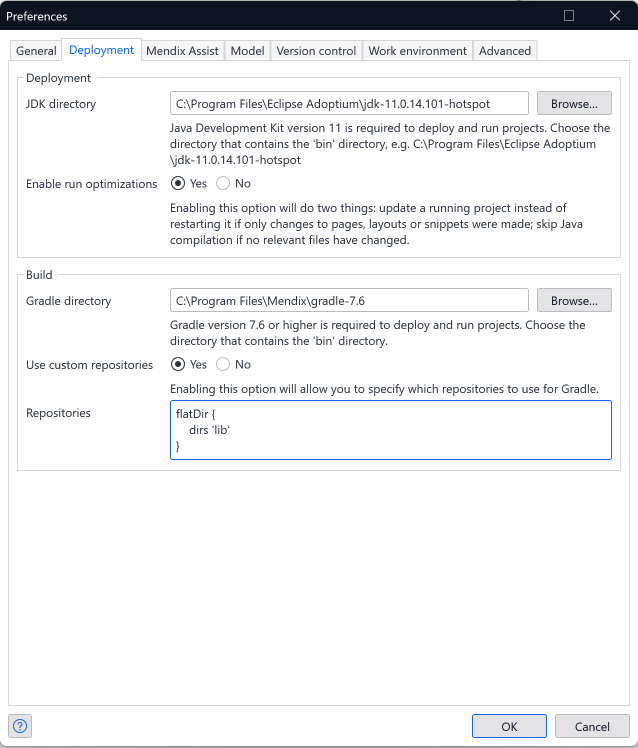 Preferences
General Deployment Mendix Assist Model Version control Work environment Advanced
Deployment
JDK directory C:\Program Files\Eclipse Adoptium\jdk-11.0.14.101-hotspot Browse...
Java Development Kit version 11 is required to deploy and run projects. Choose the
directory that contains the 'bin' directory, e.g. C:\Program Files\Eclipse Adoptium
\jdk-11.0.14.101-hotspot
Enable run optimizations Yes No
Enabling this option will do two things: update a running project instead of
restarting it if only changes to pages, layouts or snippets were made; skip Java
compilation if no relevant files have changed.
Build
Gradle directory C:\Program Files\Mendix\gradle-7.6 Browse...
Gradle version 7.6 or higher is required to deploy and run projects. Choose the
directory that contains the 'bin' directory.
Use custom repositories Yes No
Enabling this option will allow you to specify which repositories to use for Gradle.
Repositories flatDir {
dirs 'lib'
}
? OK Cancel